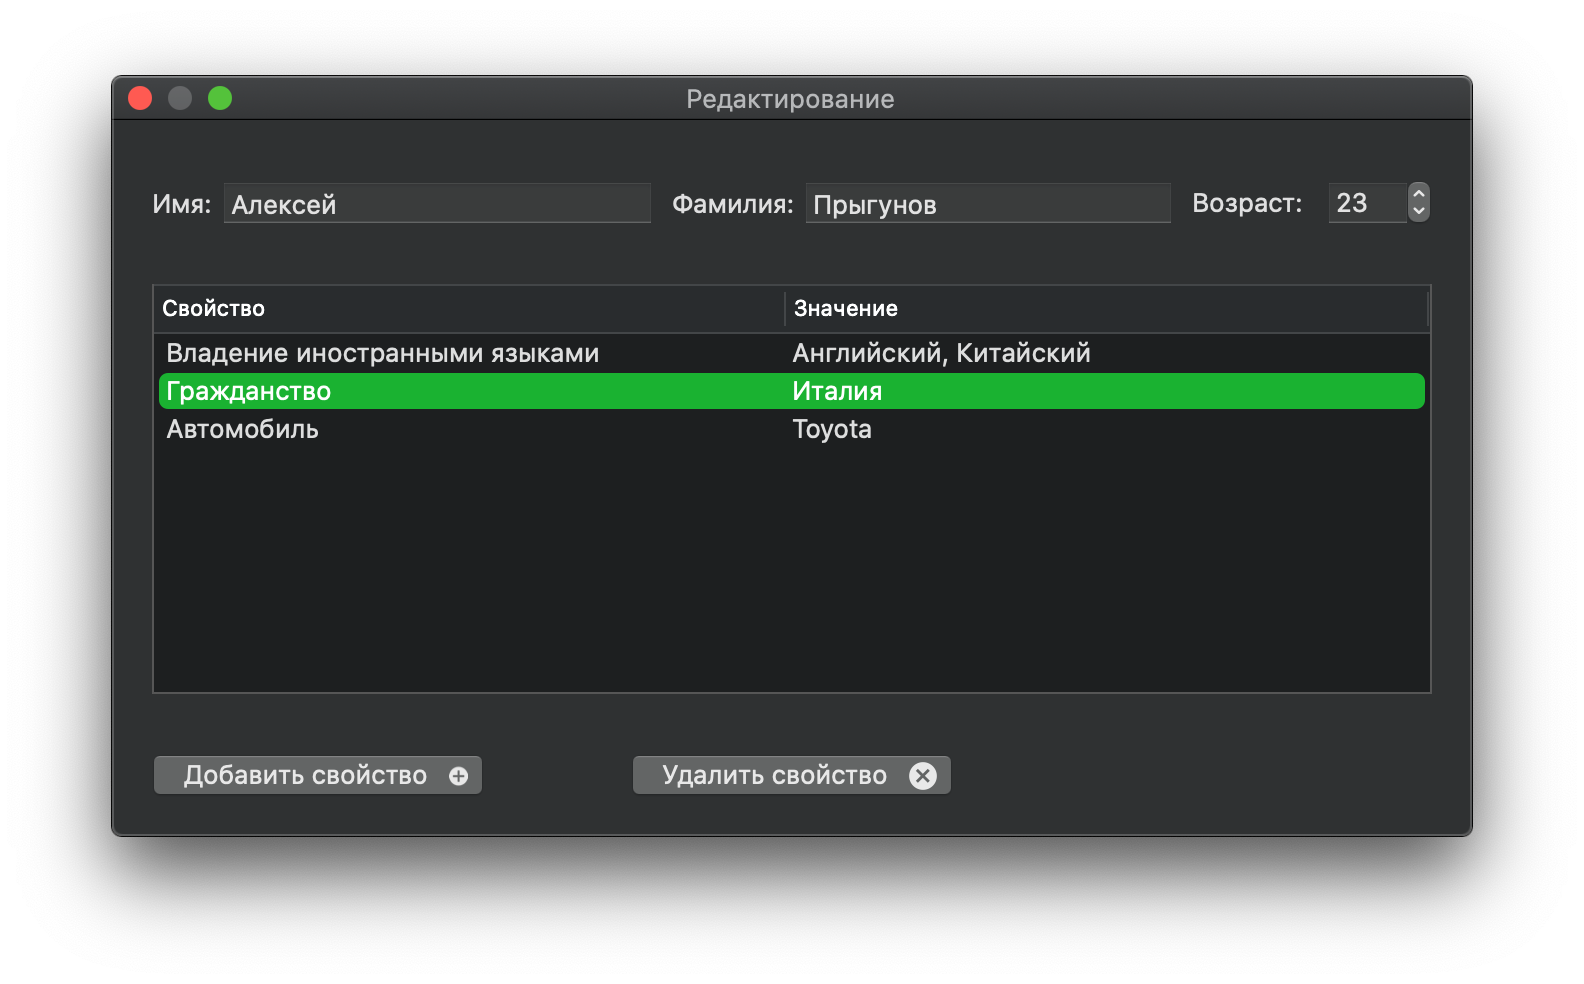 Редактирование
Имя: Алексей Фамилия: Прыгунов Возраст: 23
Свойство Значение
Владение иностранными языками Английский, Китайский
Гражданство Италия
Автомобиль Toyota
Добавить свойство Удалить свойство